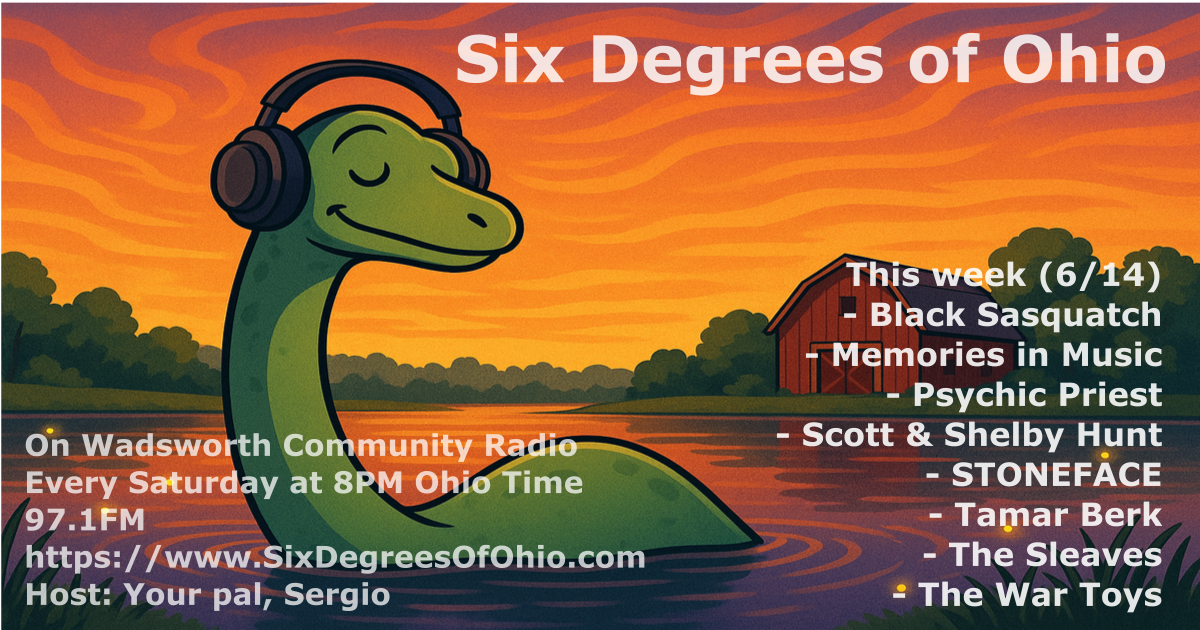 Six Degrees of Ohio
This week (6/14)
- Black Sasquatch
- Memories in Music
- Psychic Priest
- Scott & Shelby Hunt
- STONEFACE
- Tamar Berk
- The Sleaves
- The War Toys
On Wadsworth Community Radio
Every Saturday at 8PM Ohio Time
97.1FM
https://www.SixDegreesOfOhio.com
Host: Your pal, Sergio